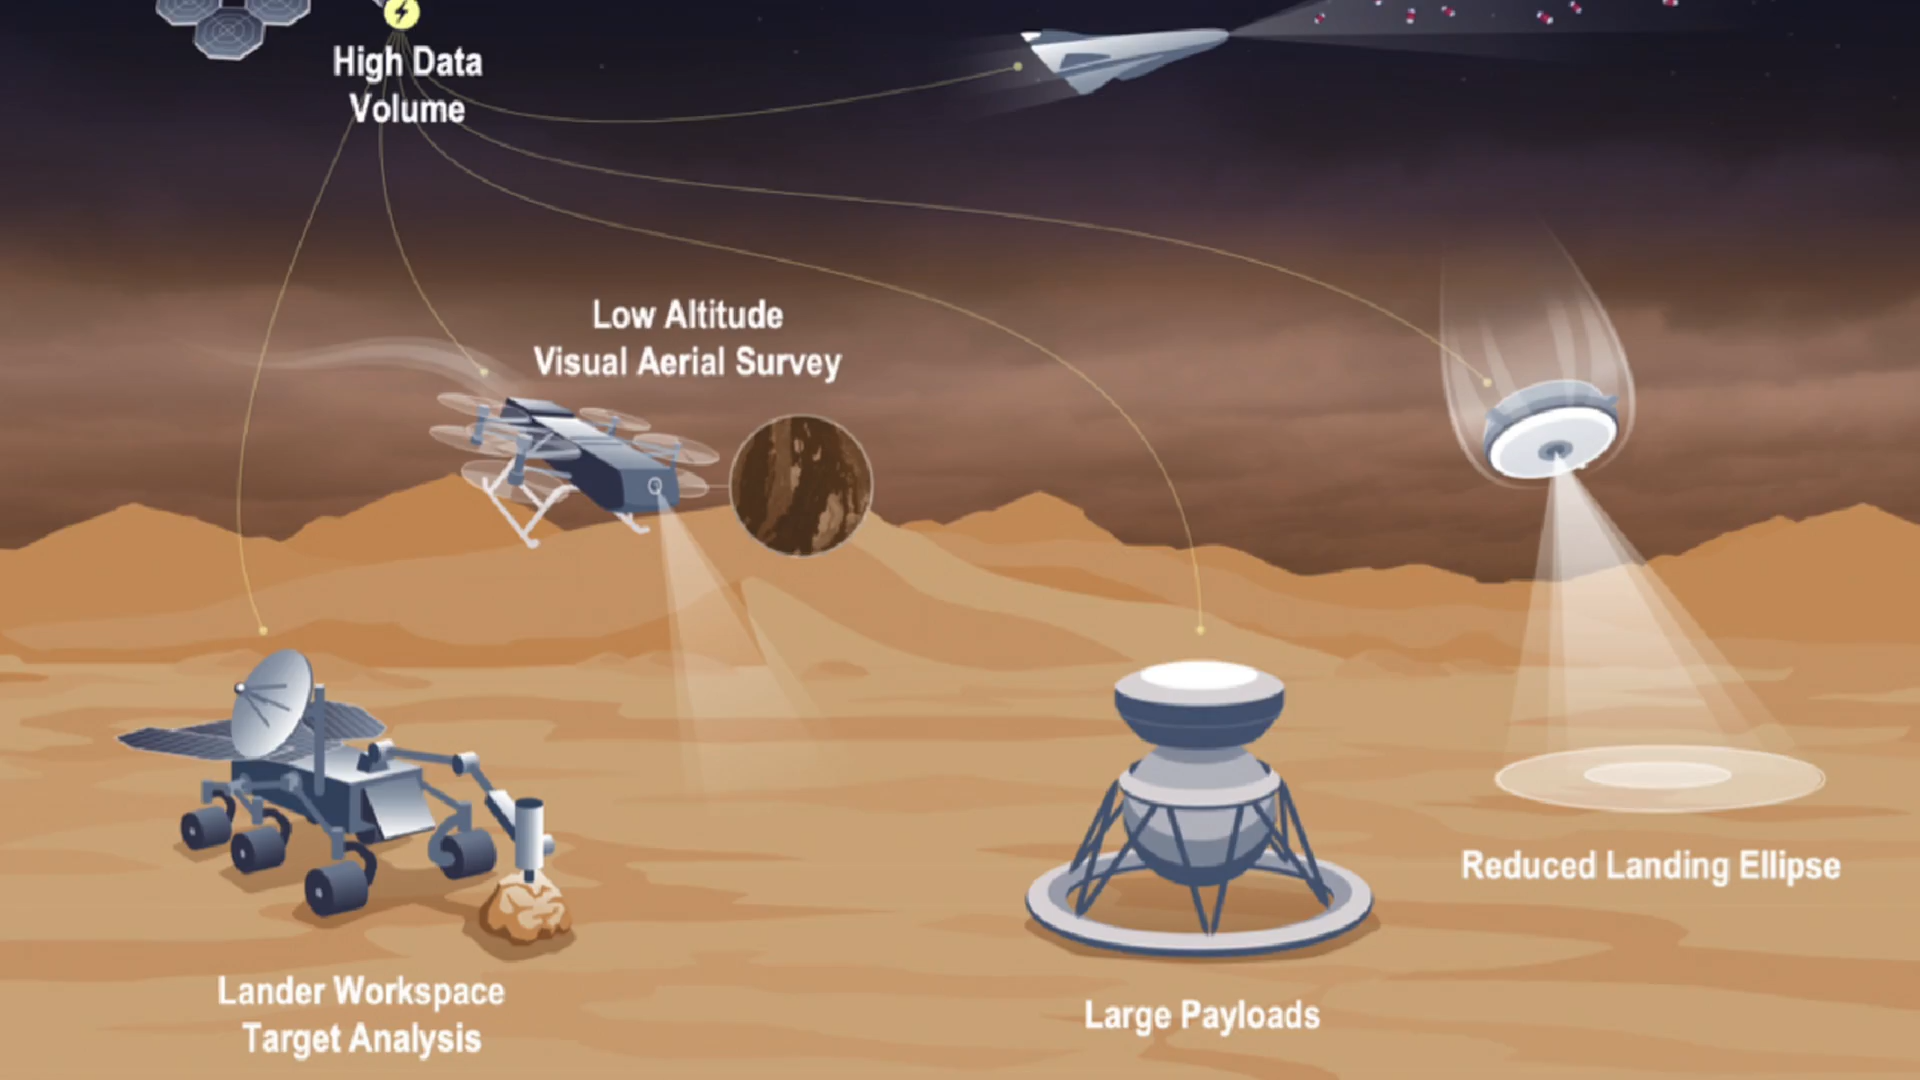 High Data
Volume
Low Altitude
Visual Aerial Survey
Reduced Landing Ellipse
Lander Workspace
Target Analysis
Large Payloads